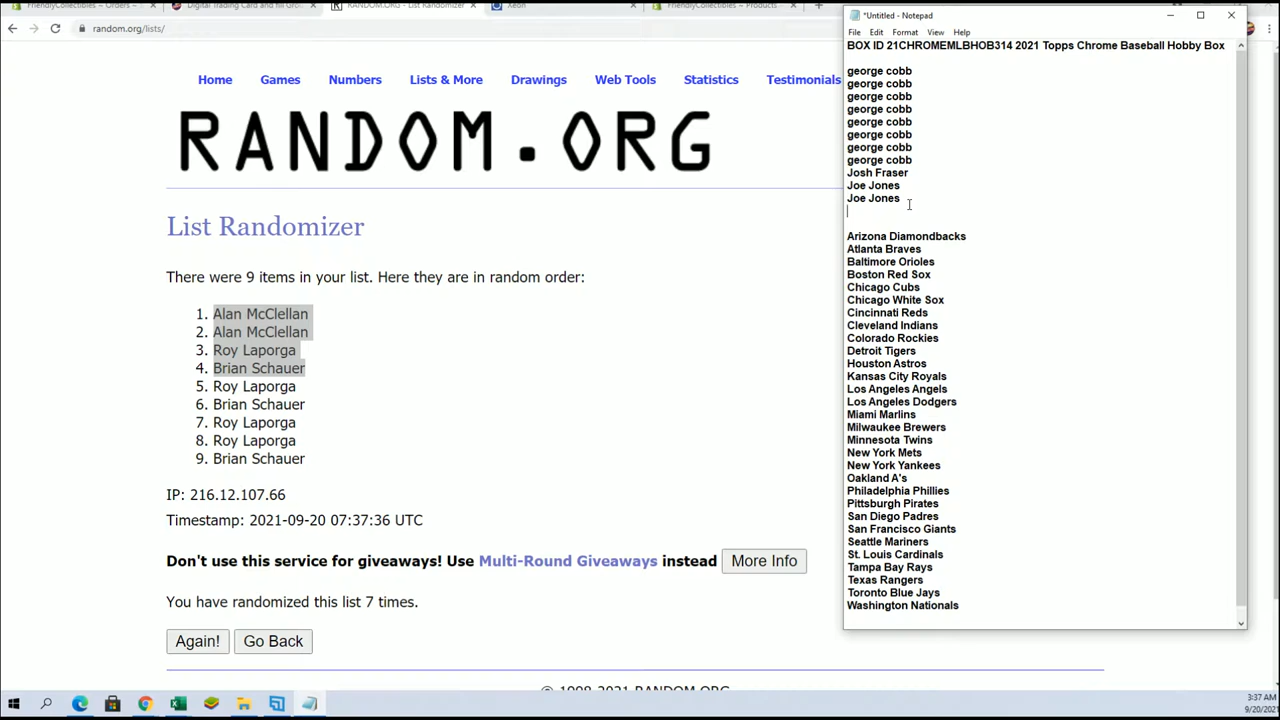 FriendlyCollectibles ~ Orders ~
Digital Trading Card and fill Gro
RANDOM.ORG - List Randomizer
Xeon
FriendlyCollectibles ~ Products
random.org/lists/
Home Games Numbers Lists & More Drawings Web Tools Statistics Testimonials
RANDOM.ORG
List Randomizer
There were 9 items in your list. Here they are in random order:
1. Alan McClellan
2. Alan McClellan
3. Roy Laporga
4. Brian Schauer
5. Roy Laporga
6. Brian Schauer
7. Roy Laporga
8. Roy Laporga
9. Brian Schauer
IP: 216.12.107.66
Timestamp: 2021-09-20 07:37:36 UTC
Don't use this service for giveaways! Use Multi-Round Giveaways instead More Info
You have randomized this list 7 times.
Again! Go Back
© 1998-2021 RANDOM.ORG
*Untitled - Notepad
File Edit Format View Help
BOX ID 21CHROMEMLBHOB314 2021 Topps Chrome Baseball Hobby Box
george cobb
george cobb
george cobb
george cobb
george cobb
george cobb
george cobb
george cobb
Josh Fraser
Joe Jones
Joe Jones
Arizona Diamondbacks
Atlanta Braves
Baltimore Orioles
Boston Red Sox
Chicago Cubs
Chicago White Sox
Cincinnati Reds
Cleveland Indians
Colorado Rockies
Detroit Tigers
Houston Astros
Kansas City Royals
Los Angeles Angels
Los Angeles Dodgers
Miami Marlins
Milwaukee Brewers
Minnesota Twins
New York Mets
New York Yankees
Oakland A's
Philadelphia Phillies
Pittsburgh Pirates
San Diego Padres
San Francisco Giants
Seattle Mariners
St. Louis Cardinals
Tampa Bay Rays
Texas Rangers
Toronto Blue Jays
Washington Nationals
3:37 AM
9/20/2021